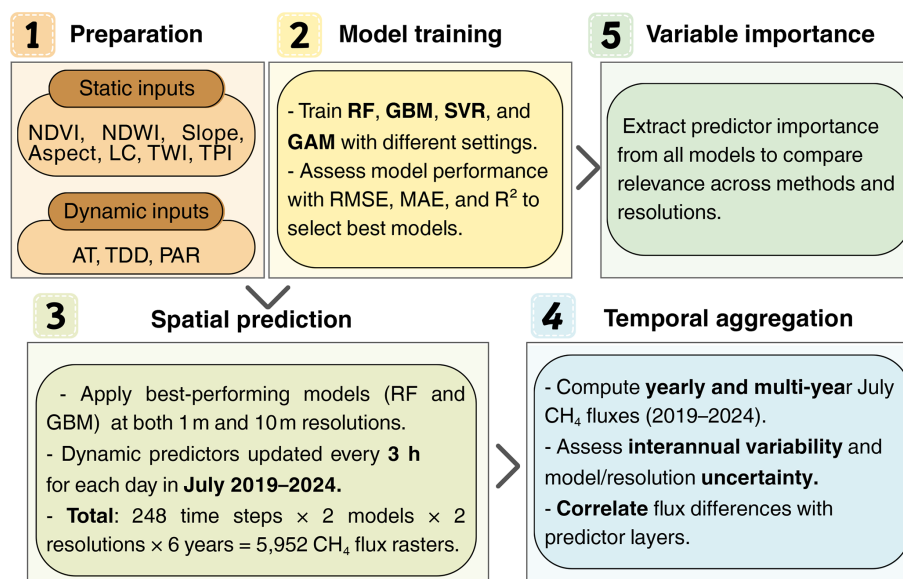 1 Preparation
Static inputs
NDVI, NDWI, Slope,
Aspect, LC, TWI, TPI
Dynamic inputs
AT, TDD, PAR
2 Model training
- Train RF, GBM, SVR, and
GAM with different settings.
- Assess model performance
with RMSE, MAE, and R² to
select best models.
5 Variable importance
Extract predictor importance
from all models to compare
relevance across methods and
resolutions.
3 Spatial prediction
- Apply best-performing models (RF and
GBM) at both 1 m and 10 m resolutions.
- Dynamic predictors updated every 3 h
for each day in July 2019–2024.
- Total: 248 time steps × 2 models × 2
resolutions × 6 years = 5,952 CH₄ flux rasters.
4 Temporal aggregation
- Compute yearly and multi-year July
CH₄ fluxes (2019–2024).
- Assess interannual variability and
model/resolution uncertainty.
- Correlate flux differences with
predictor layers.